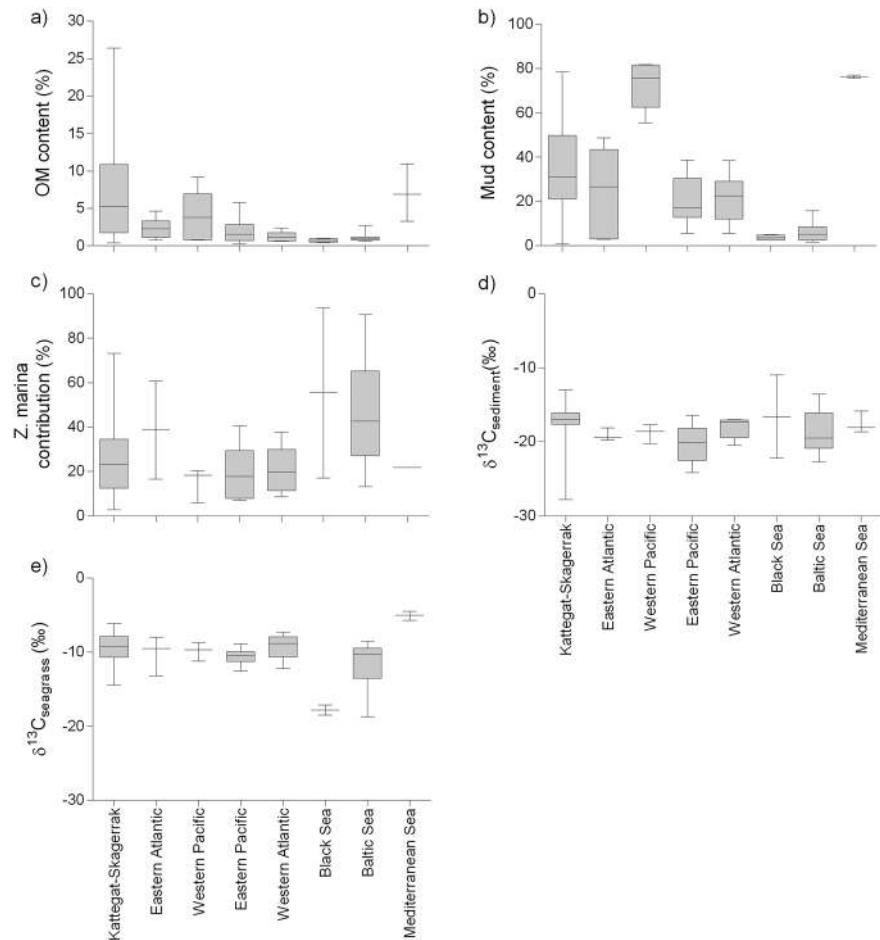 a)
OM content (%)
30
25
20
15
10
5
0
b)
Mud content (%)
100
80
60
40
20
0
c)
Z. marina
contribution (%)
100
80
60
40
20
0
d)
δ13Csediment(‰)
0
-10
-20
-30
Kattegat-Skagerrak
Eastern Atlantic
Western Pacific
Eastern Pacific
Western Atlantic
Black Sea
Baltic Sea
Mediterranean Sea
e)
δ13Cseagrass(‰)
0
-10
-20
-30
Kattegat-Skagerrak
Eastern Atlantic
Western Pacific
Eastern Pacific
Western Atlantic
Black Sea
Baltic Sea
Mediterranean Sea